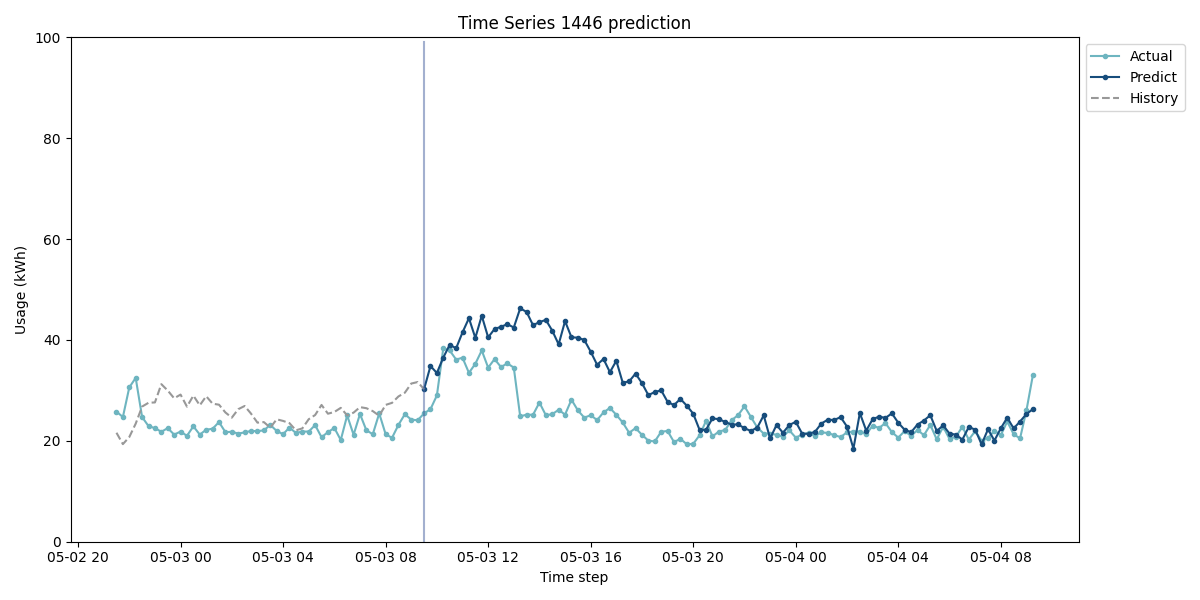 Time Series 1446 prediction
100
80
60
40
20
0
Usage (kWh)
05-02 20
05-03 00
05-03 04
05-03 08
05-03 12
05-03 16
05-03 20
05-04 00
05-04 04
05-04 08
Time step
Actual
Predict
History